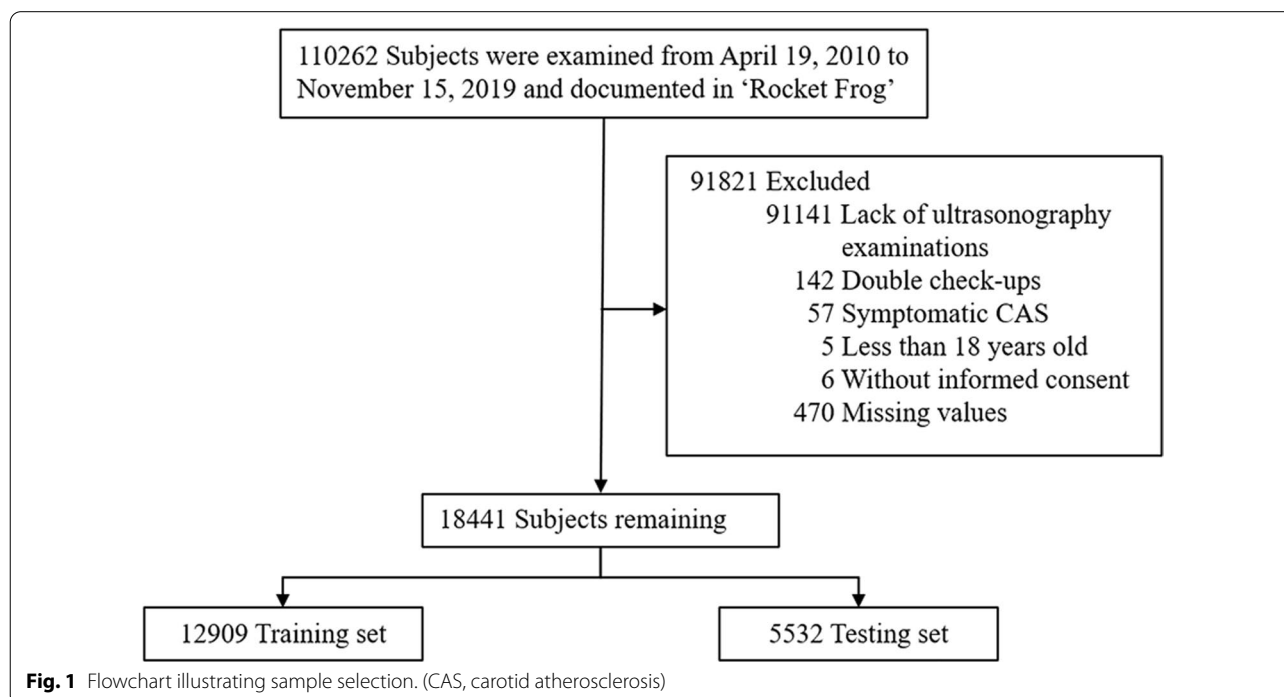 110262 Subjects were examined from April 19, 2010 to
November 15, 2019 and documented in ‘Rocket Frog’
91821 Excluded
91141 Lack of ultrasonography
examinations
142 Double check-ups
57 Symptomatic CAS
5 Less than 18 years old
6 Without informed consent
470 Missing values
18441 Subjects remaining
12909 Training set
5532 Testing set
Fig. 1 Flowchart illustrating sample selection. (CAS, carotid atherosclerosis)